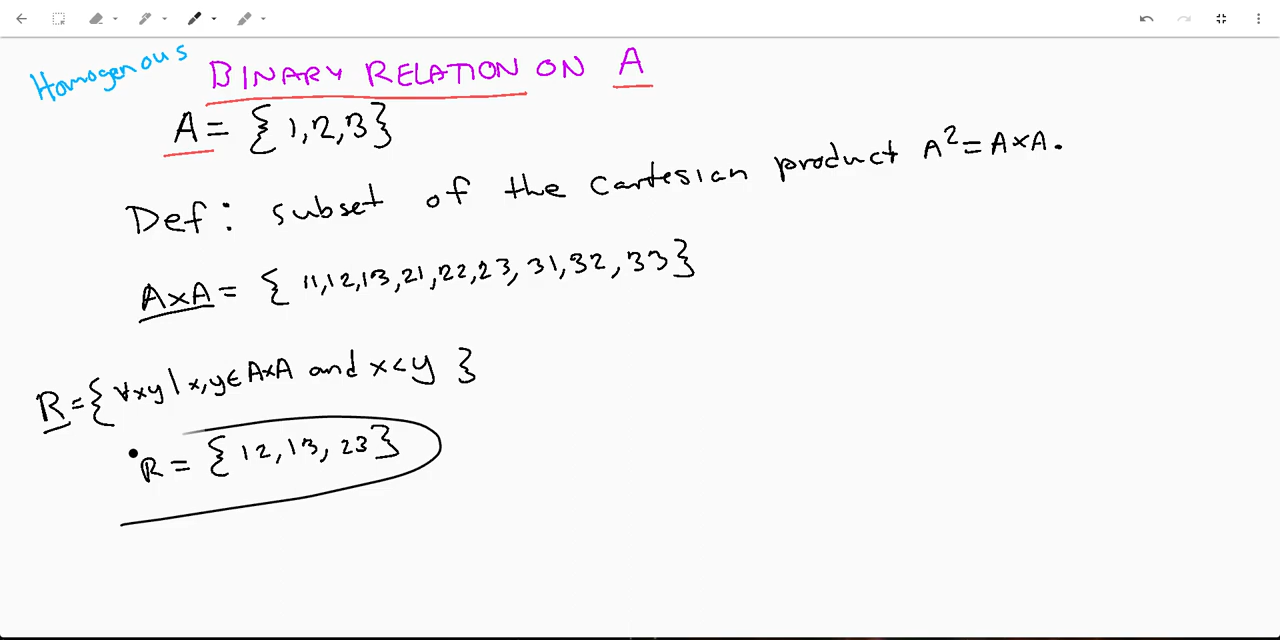 Homogenous
BINARY RELATION ON A
A = { 1,2,3}
Def: subset of the Cartesian product A² = A×A.
A×A = { 11,12,13,21,22,23,31,32,33}
R={∀xy | x,y∈A×A and x<y }
R = { 12,13,23}